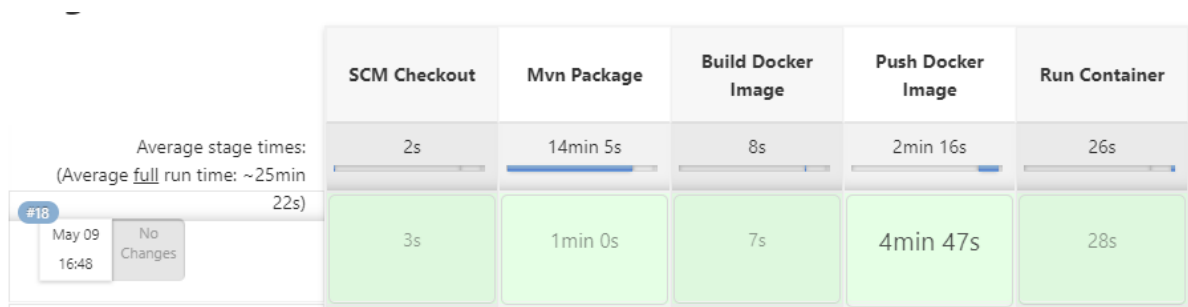 SCM Checkout
Mvn Package
Build Docker
Image
Push Docker
Image
Run Container
Average stage times:
(Average full run time: ~25min
22s)
2s
14min 5s
8s
2min 16s
26s
#18
May 09
16:48
No
Changes
3s
1min 0s
7s
4min 47s
28s